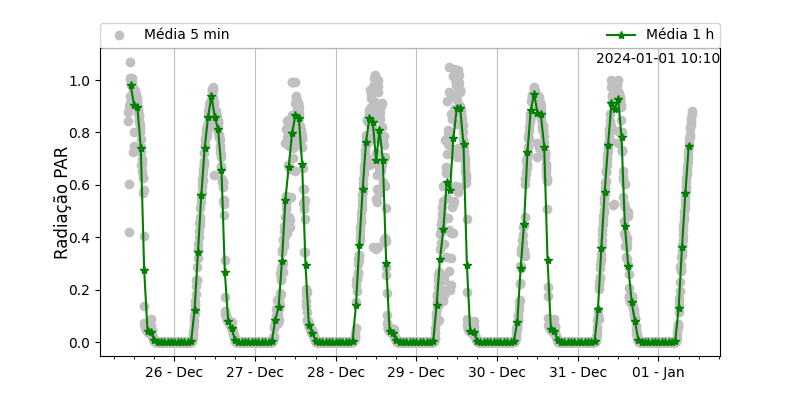 Média 5 min
Média 1 h
2024-01-01 10:10
Radiação PAR
1.0
0.8
0.6
0.4
0.2
0.0
26 - Dec
27 - Dec
28 - Dec
29 - Dec
30 - Dec
31 - Dec
01 - Jan